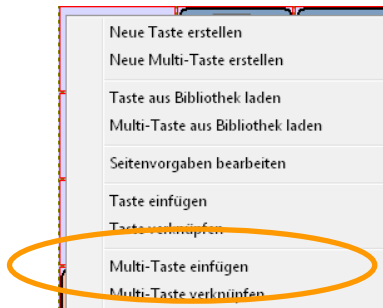 Neue Taste erstellen
Neue Multi-Taste erstellen
Taste aus Bibliothek laden
Multi-Taste aus Bibliothek laden
Seitenvorgaben bearbeiten
Taste einfügen
Taste verknüpfen
Multi-Taste einfügen
Multi-Taste verknüpfen